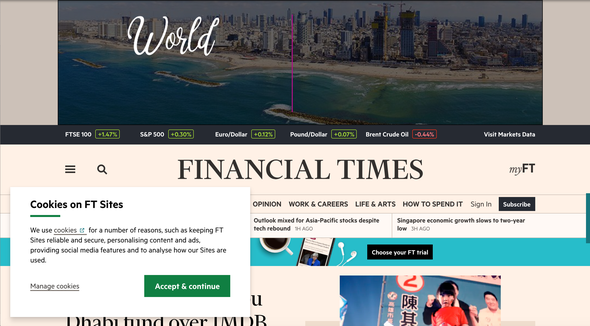 World
FTSE 100 +1.47% S&P 500 +0.30% Euro/Dollar +0.12% Pound/Dollar +0.07% Brent Crude Oil -0.44% Visit Markets Data
FINANCIAL TIMES
myFT
OPINION WORK & CAREERS LIFE & ARTS HOW TO SPEND IT Sign In Subscribe
Outlook mixed for Asia-Pacific stocks despite
tech rebound 1H AGO
Singapore economic growth slows to two-year
low 3H AGO
Choose your FT trial
Cookies on FT Sites
We use cookies for a number of reasons, such as keeping FT
Sites reliable and secure, personalising content and ads,
providing social media features and to analyse how our Sites are
used.
Manage cookies
Accept & continue
u
Dhabi fund over 1MDB
2
陳其